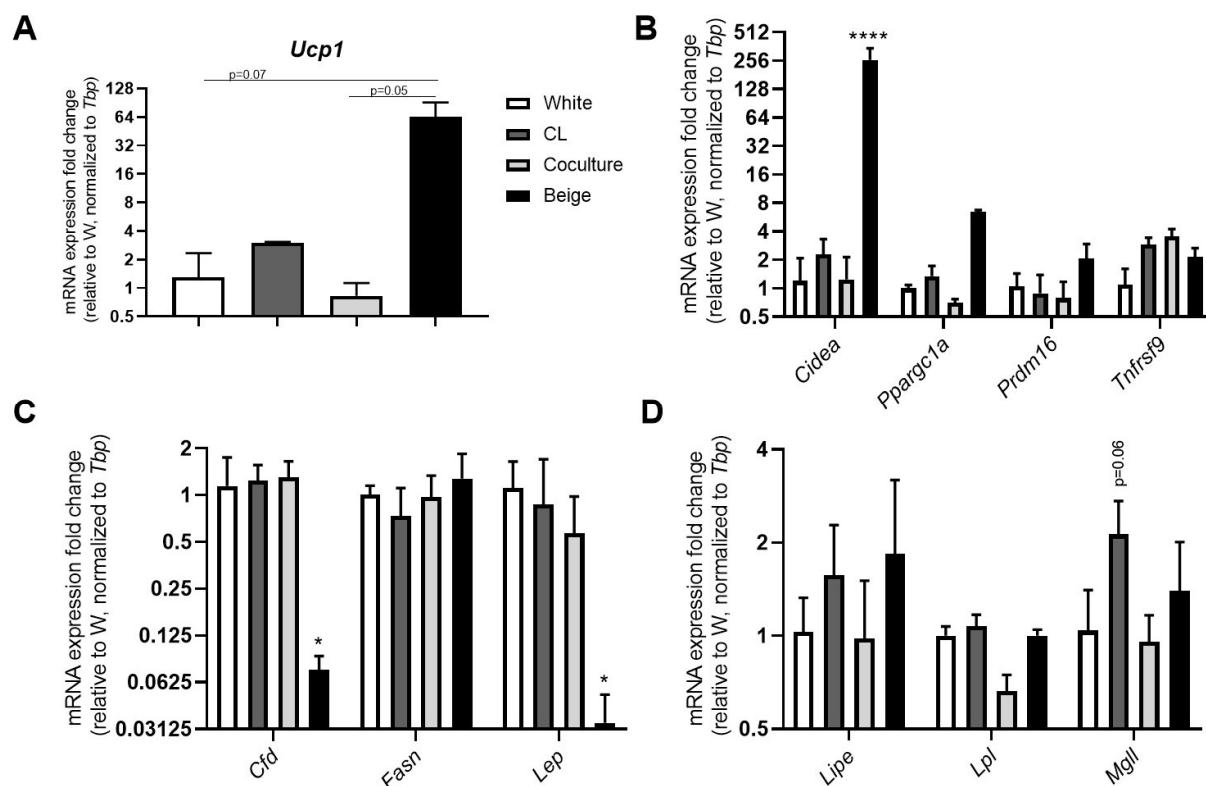 A
Ucp1
mRNA expression fold change
(relative to W, normalized to Tbp)
128
64
32
16
8
4
2
1
0.5
p=0.07
p=0.05
White
CL
Coculture
Beige
B
mRNA expression fold change
(relative to W, normalized to Tbp)
512
256
128
64
32
16
8
4
2
1
0.5
****
Cidea
Ppargc1a
Prdm16
Tnfrsf9
C
mRNA expression fold change
(relative to W, normalized to Tbp)
2
1
0.5
0.25
0.125
0.0625
0.03125
*
*
Cfd
Fasn
Lep
D
mRNA expression fold change
(relative to W, normalized to Tbp)
4
2
1
0.5
p=0.06
Lipe
Lpl
Mgll